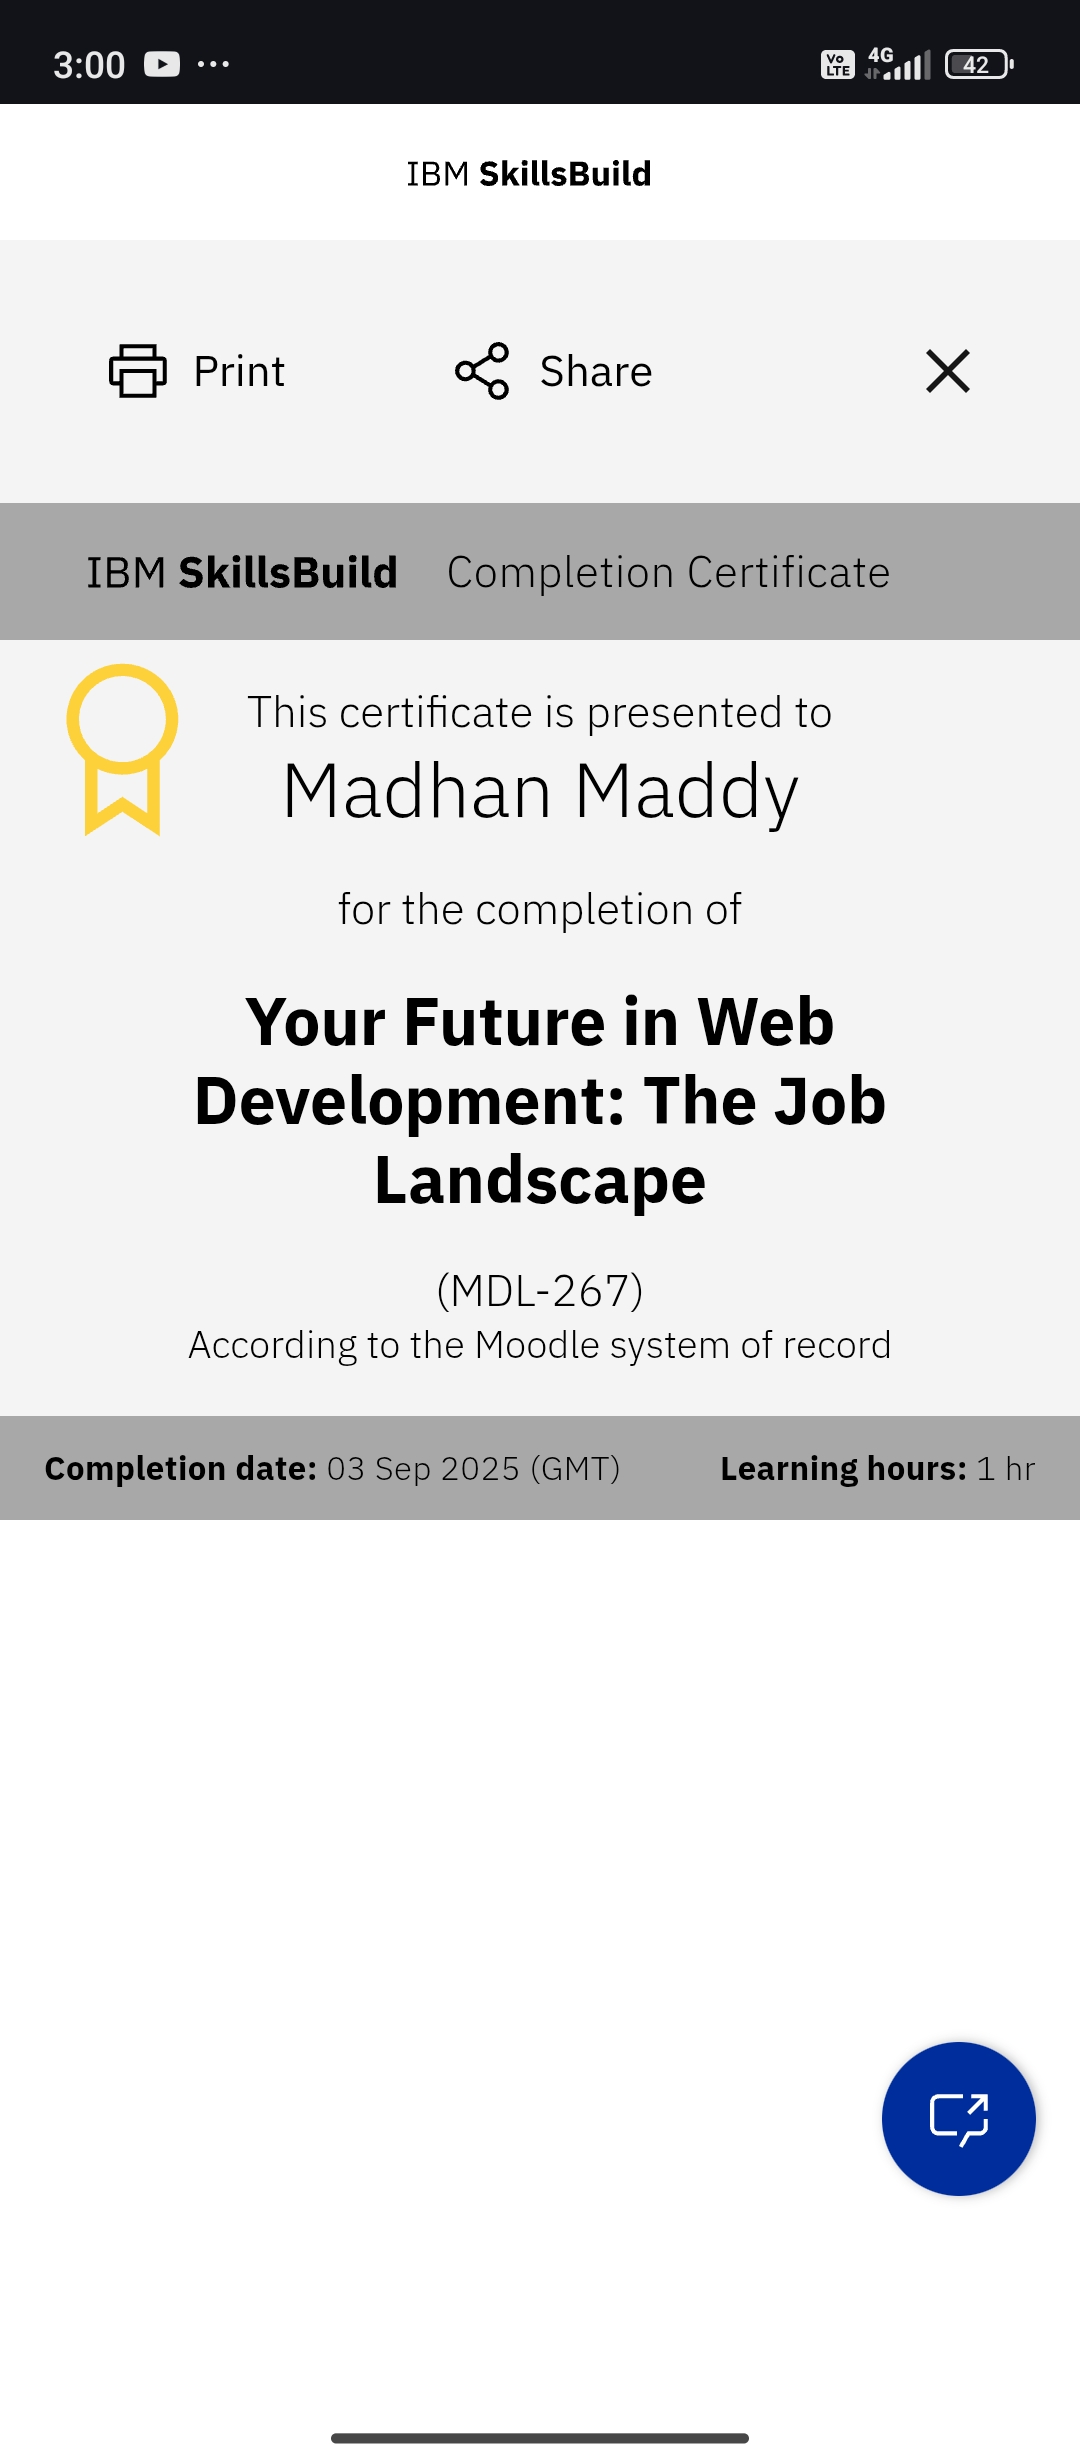 3:00 Vo LTE 4G 42
IBM SkillsBuild
Print Share
IBM SkillsBuild Completion Certificate
This certificate is presented to
Madhan Maddy
for the completion of
Your Future in Web
Development: The Job
Landscape
(MDL-267)
According to the Moodle system of record
Completion date: 03 Sep 2025 (GMT) Learning hours: 1 hr